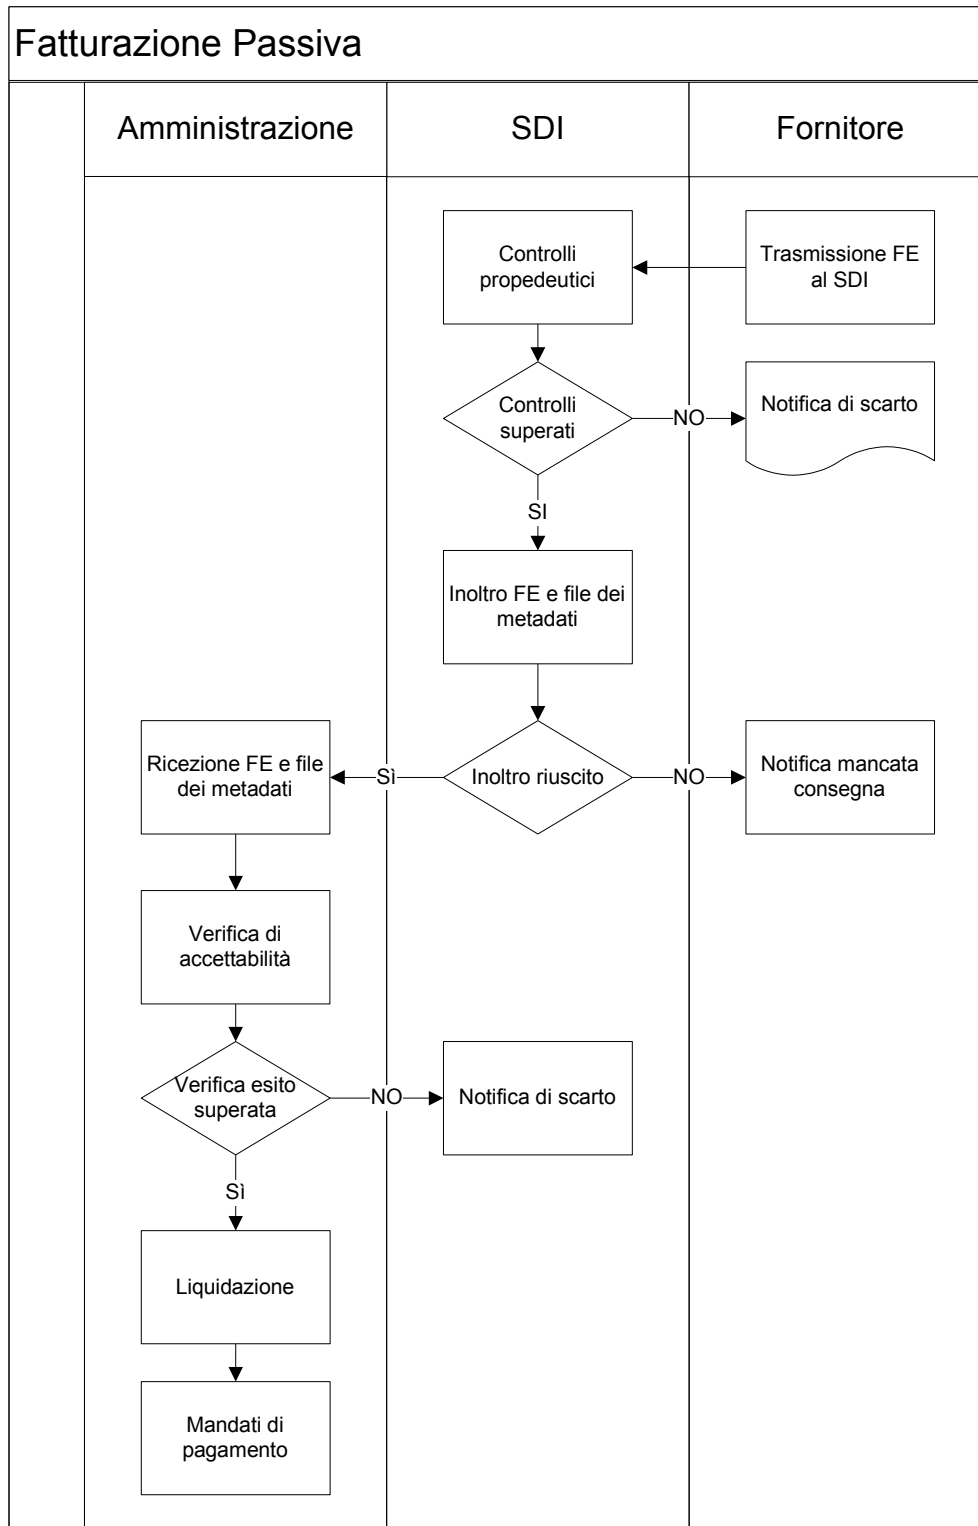 Fatturazione Passiva
Amministrazione
SDI
Fornitore
Controlli
propedeutici
Trasmissione FE
al SDI
Controlli
superati
NO
Notifica di scarto
SI
Inoltro FE e file dei
metadati
Ricezione FE e file
dei metadati
Sì
Inoltro riuscito
NO
Notifica mancata
consegna
Verifica di
accettabilità
Verifica esito
superata
NO
Notifica di scarto
Sì
Liquidazione
Mandati di
pagamento